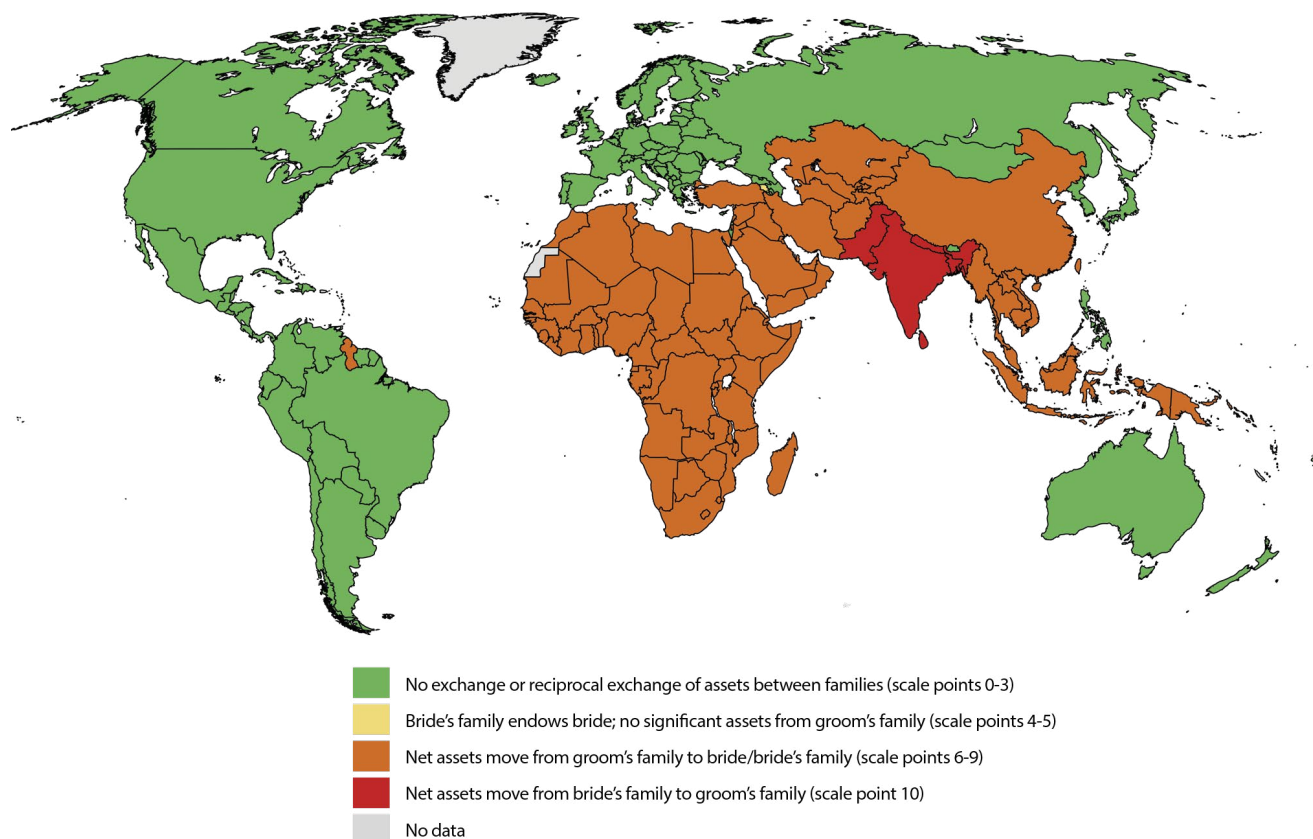 No exchange or reciprocal exchange of assets between families (scale points 0-3)
Bride's family endows bride; no significant assets from groom's family (scale points 4-5)
Net assets move from groom's family to bride/bride's family (scale points 6-9)
Net assets move from bride's family to groom's family (scale point 10)
No data